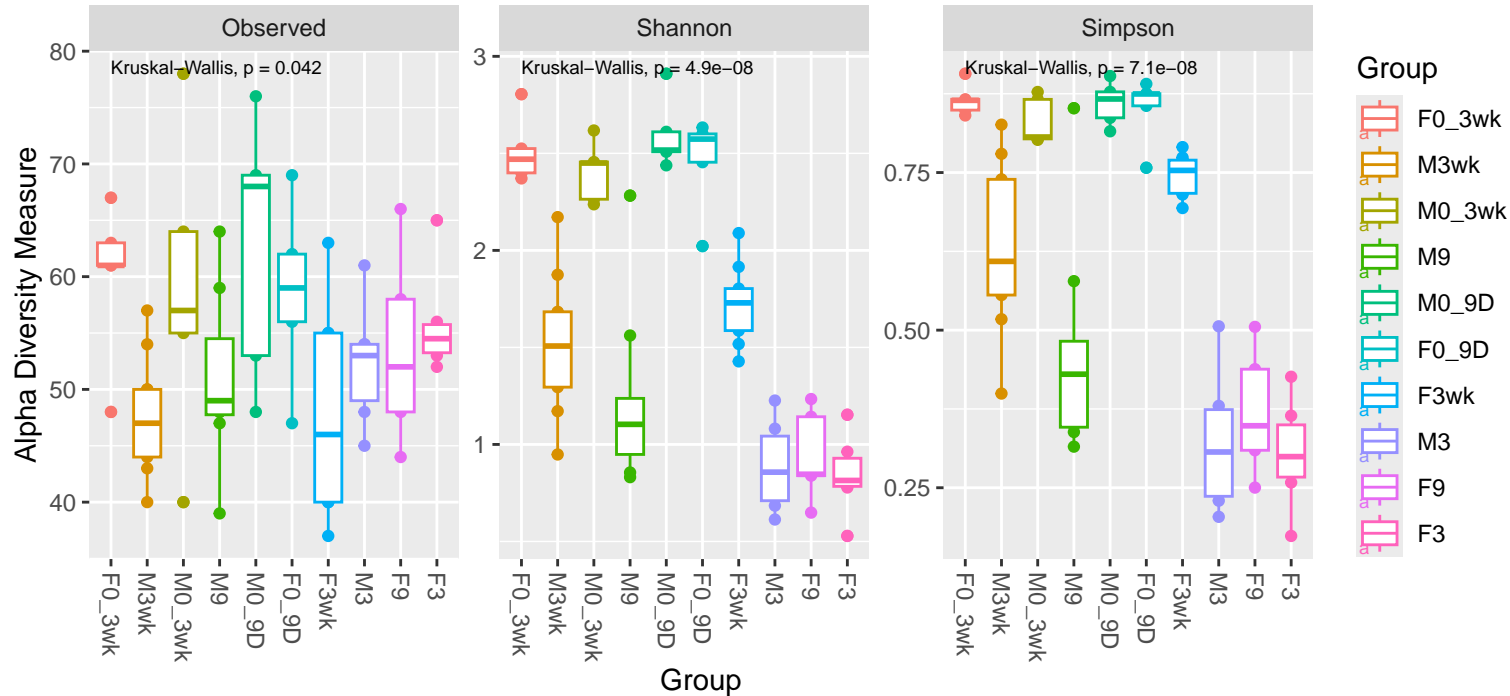 Observed
Shannon
Simpson
Kruskal−Wallis, p = 0.042
Kruskal−Wallis, p = 4.9e−08
Kruskal−Wallis, p = 7.1e−08
Alpha Diversity Measure
80
70
60
50
40
3
2
1
0.75
0.50
0.25
F0_3wk
M3wk
M0_3wk
M9
M0_9D
F0_9D
F3wk
M3
F9
F3
F0_3wk
M3wk
M0_3wk
M9
M0_9D
F0_9D
F3wk
M3
F9
F3
F0_3wk
M3wk
M0_3wk
M9
M0_9D
F0_9D
F3wk
M3
F9
F3
Group
Group
a F0_3wk
a M3wk
a M0_3wk
a M9
a M0_9D
a F0_9D
a F3wk
a M3
a F9
a F3